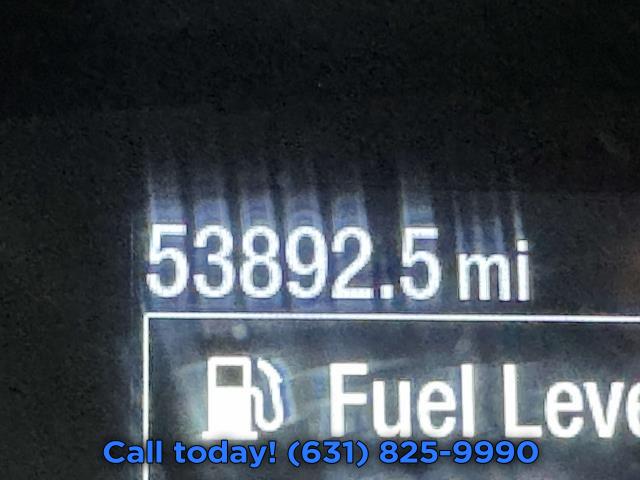 53892.5 mi
Fuel Leve
Call today! (631) 825-9990